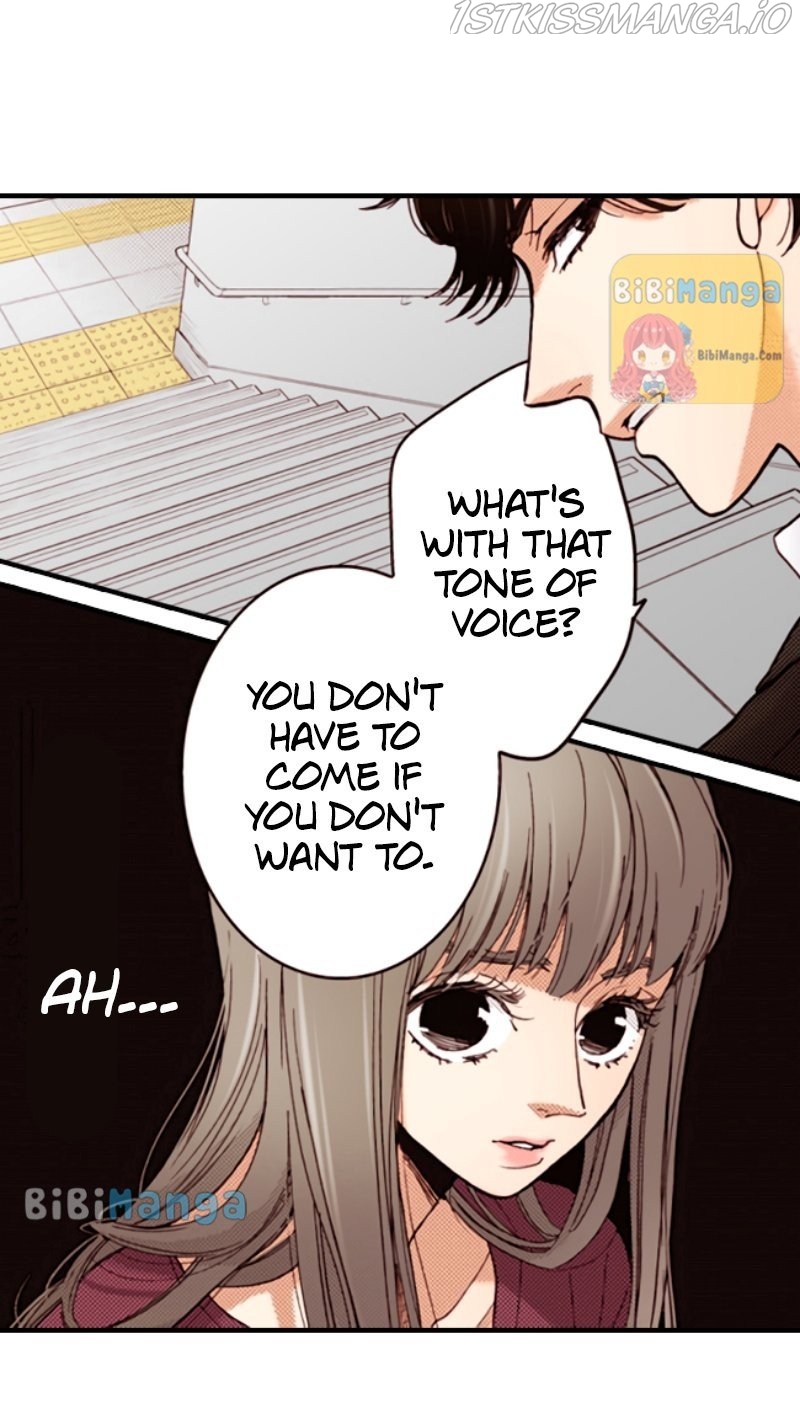 1STKISSMANGA.IO
BiBiManga
BibiManga.Com
WHAT'S
WITH THAT
TONE OF
VOICE?
YOU DON'T
HAVE TO
COME IF
YOU DON'T
WANT TO.
AH...
BiBiManga